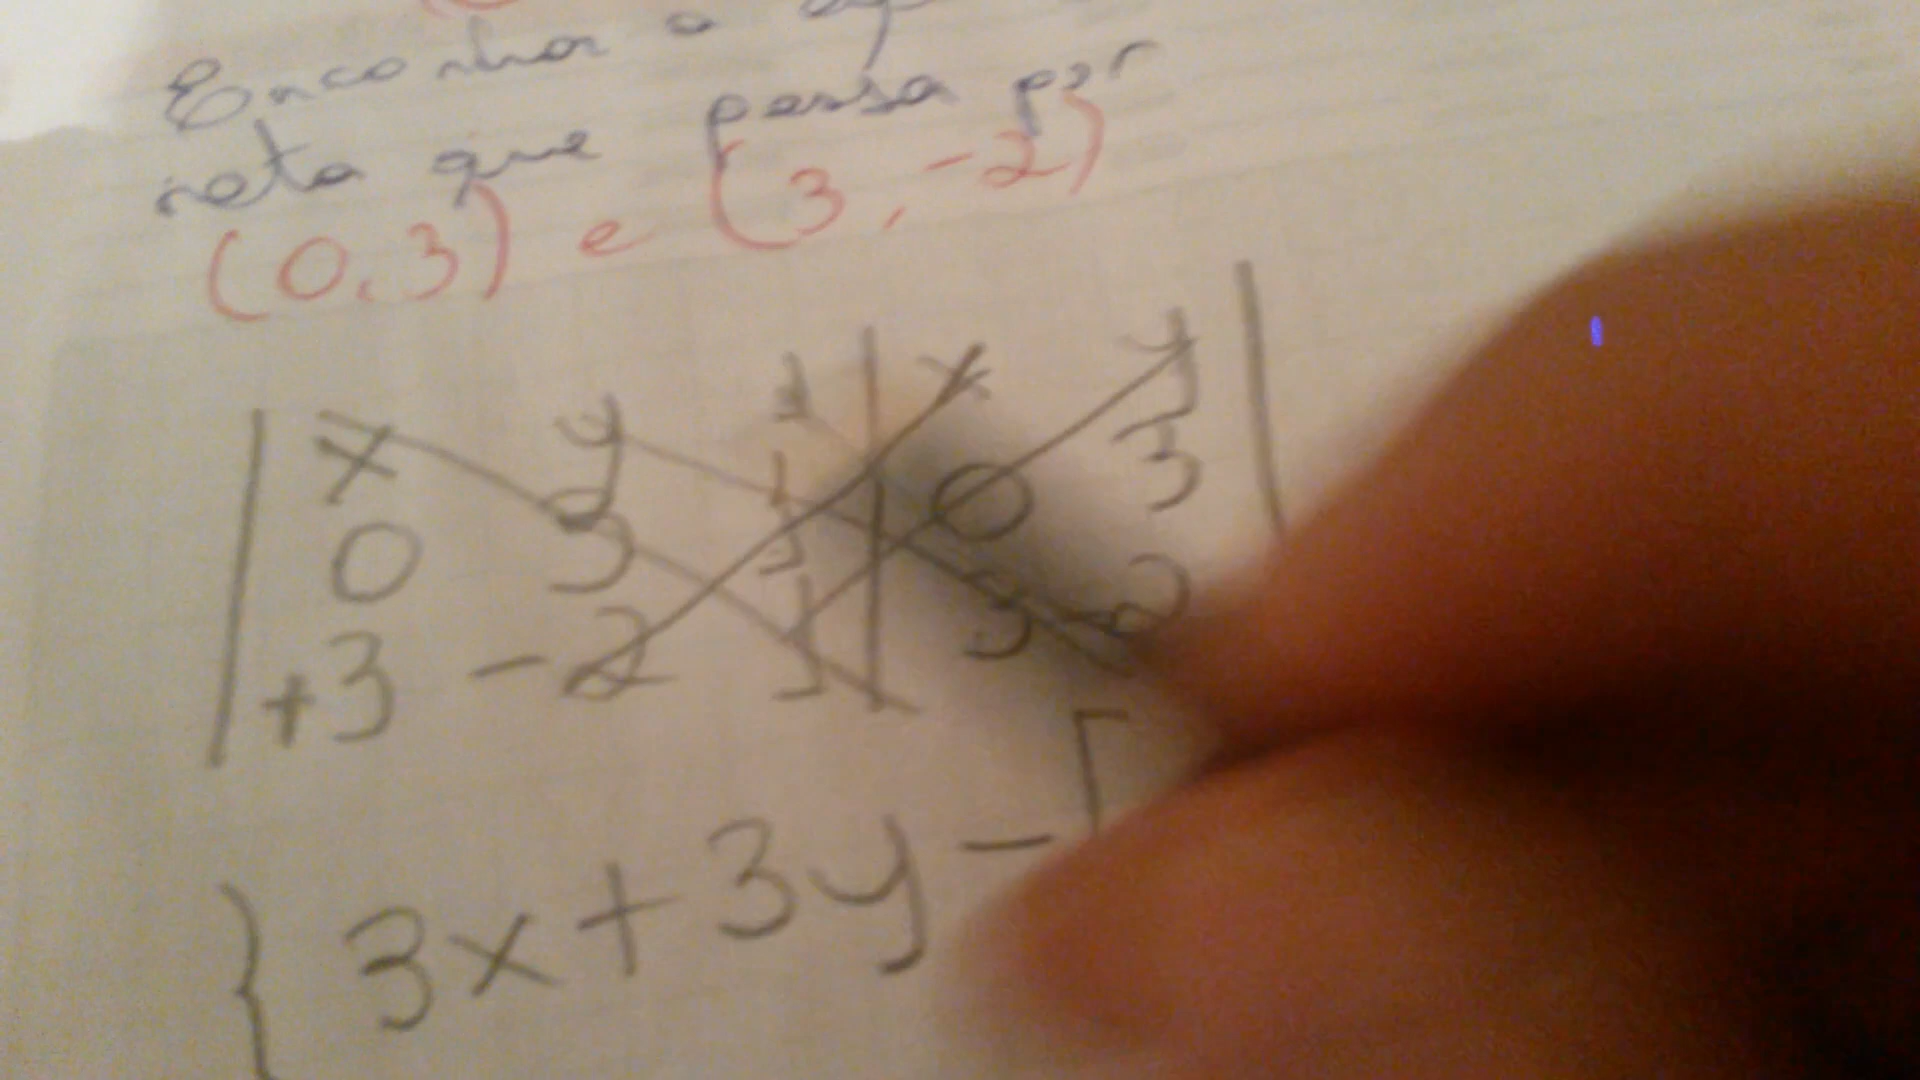 Encontrar a
reta que passa por
(0,3) e (3,-2)
| x y 1 | x y |
0 3 1 0 3
+3 -2 1 3 -2
{ 3x + 3y -